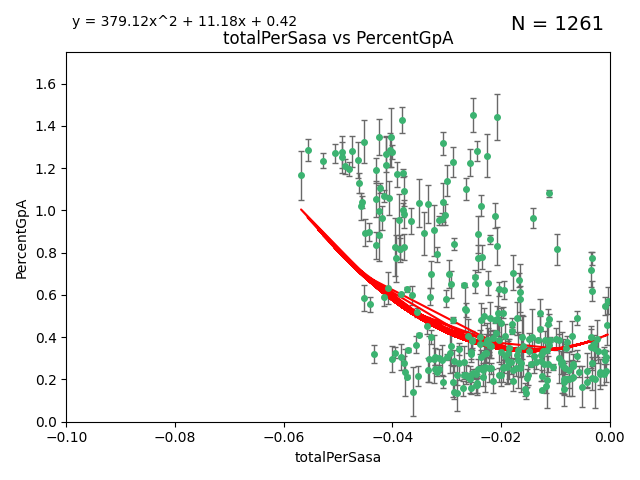 y = 379.12x^2 + 11.18x + 0.42
N = 1261
totalPerSasa vs PercentGpA
1.6
1.4
1.2
1.0
0.8
0.6
0.4
0.2
0.0
PercentGpA
−0.10 −0.08 −0.06 −0.04 −0.02 0.00
totalPerSasa